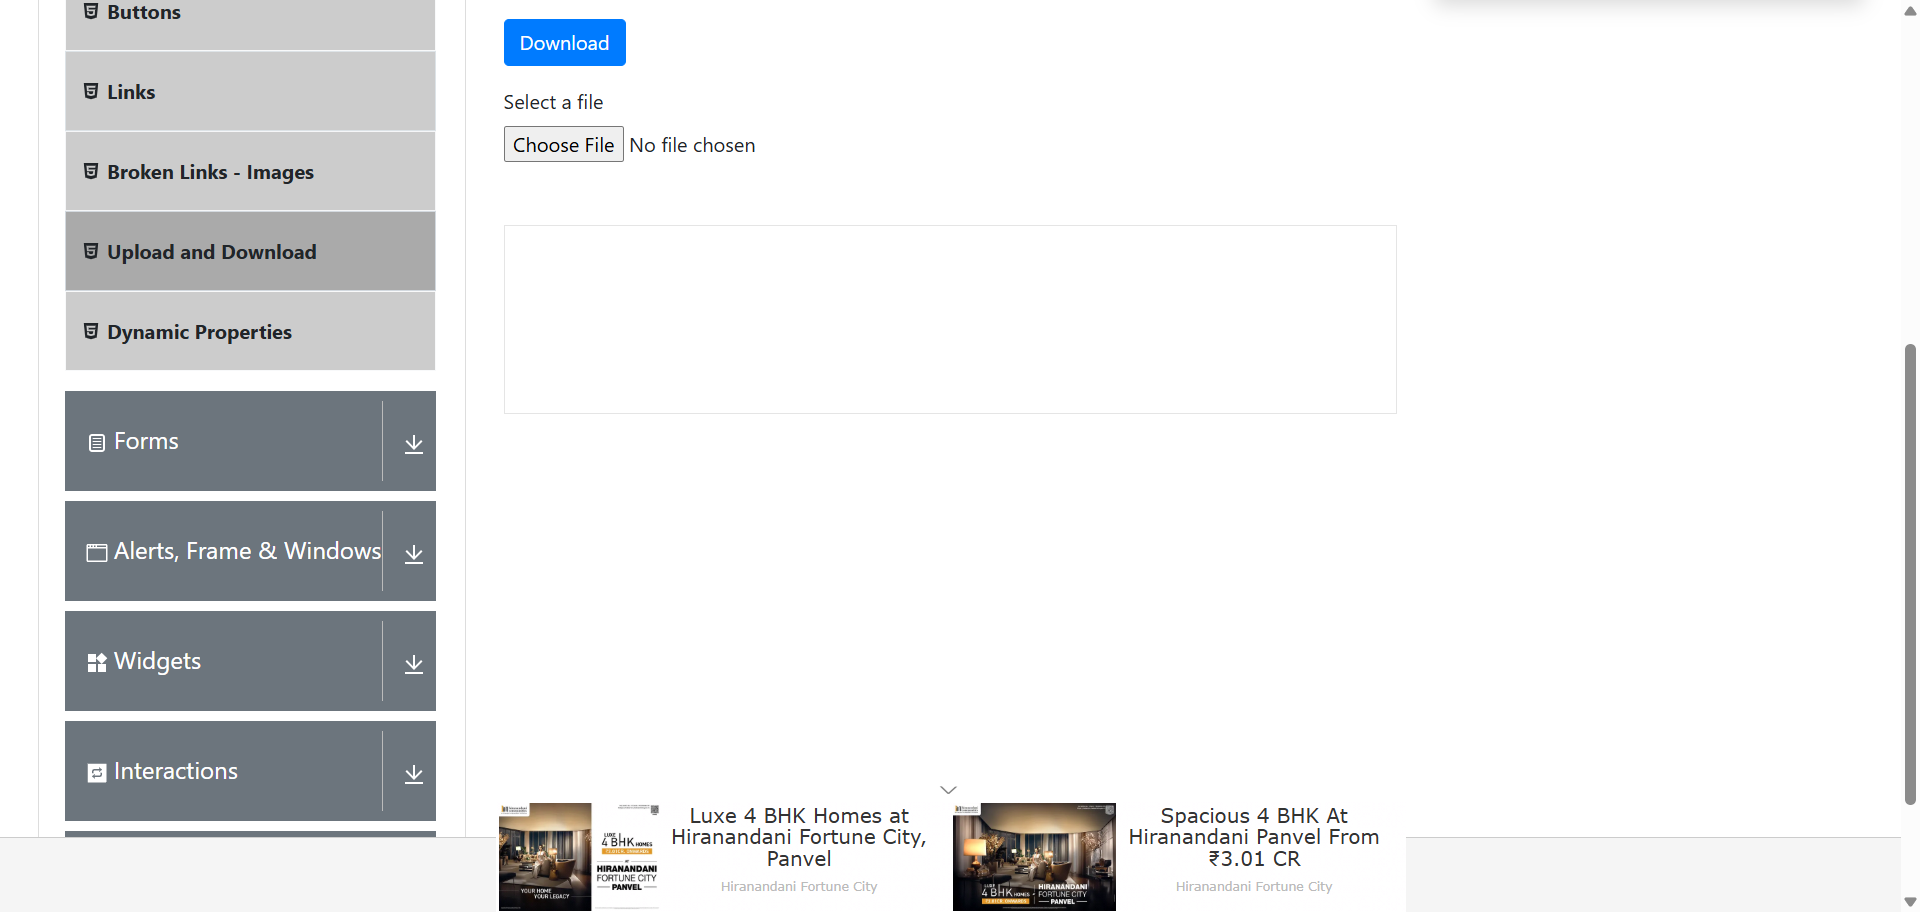 Buttons
Links
Broken Links - Images
Upload and Download
Dynamic Properties
Forms
Alerts, Frame & Windows
Widgets
Interactions
Download
Select a file
Choose File No file chosen
YOUR HOME
YOUR LEGACY
LUXE
4 BHK HOMES
HIRANANDANI
FORTUNE CITY
PANVEL
Luxe 4 BHK Homes at
Hiranandani Fortune City,
Panvel
Hiranandani Fortune City
LUXE
4 BHK HOMES
HIRANANDANI
FORTUNE CITY
PANVEL
Spacious 4 BHK At
Hiranandani Panvel From
₹3.01 CR
Hiranandani Fortune City